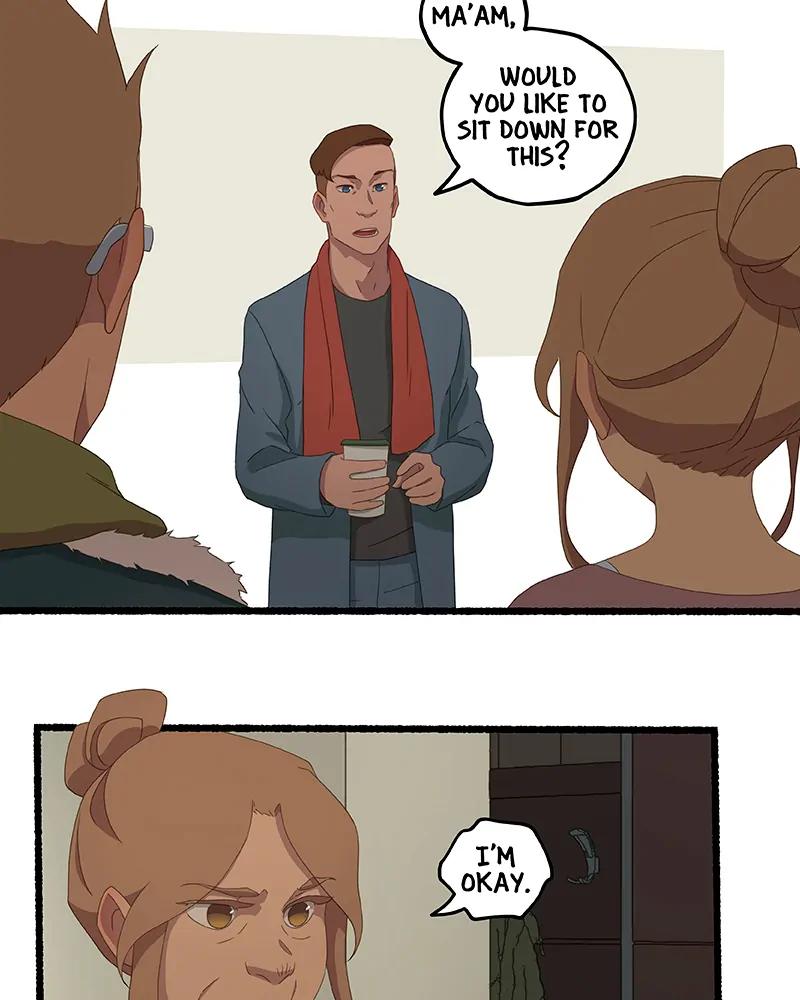 MA'AM,
WOULD
YOU LIKE TO
SIT DOWN FOR
THIS?
I'M
OKAY.